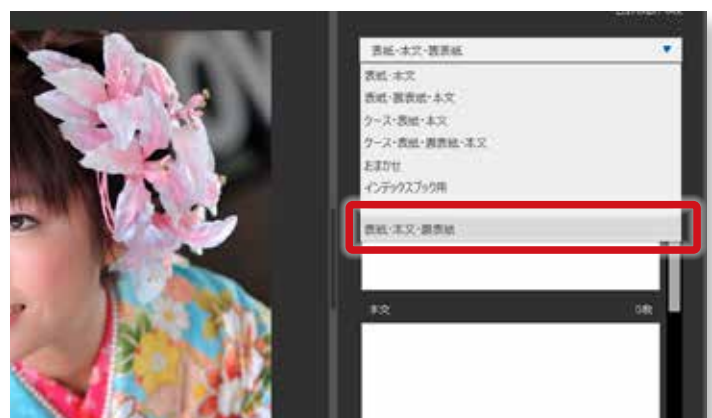 表紙・本文・裏表紙
表紙・本文
表紙・裏表紙・本文
ケース・表紙・本文
ケース・表紙・裏表紙・本文
おまかせ
インデックスブック用
表紙・本文・裏表紙
本文 0枚